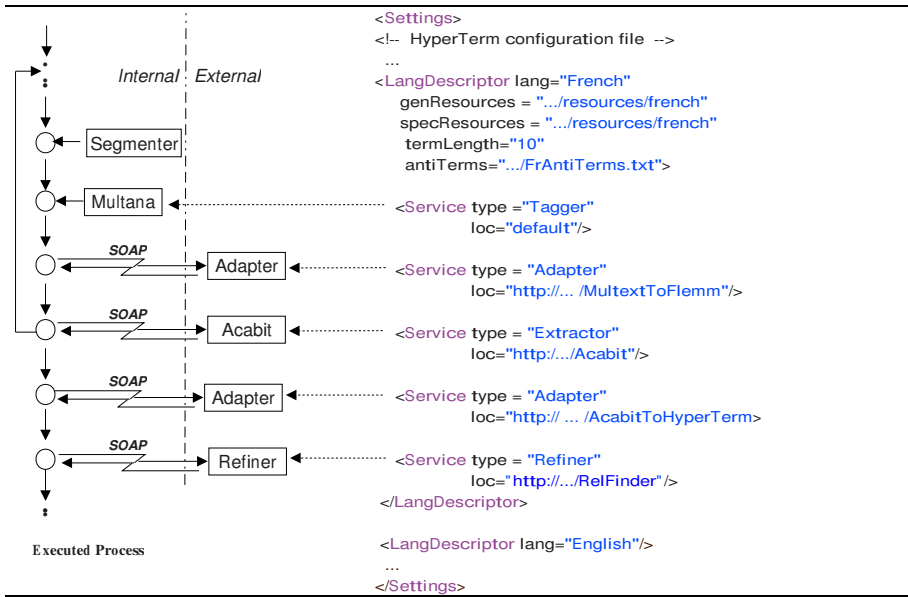 Internal External
Segmenter
Multana
SOAP
Adapter
SOAP
Acabit
SOAP
Adapter
SOAP
Refiner
Executed Process
<Settings>
<!-- HyperTerm configuration file -->
...
<LangDescriptor lang="French"
genResources = ".../resources/french"
specResources = ".../resources/french"
termLength="10"
antiTerms=".../FrAntiTerms.txt">
<Service type ="Tagger"
loc="default"/>
<Service type = "Adapter"
loc="http://... /MultextToFlemm"/>
<Service type = "Extractor"
loc="http:/.../Acabit"/>
<Service type = "Adapter"
loc="http:// ... /AcabitToHyperTerm>
<Service type = "Refiner"
loc="http://.../RelFinder"/>
</LangDescriptor>
<LangDescriptor lang="English"/>
...
</Settings>